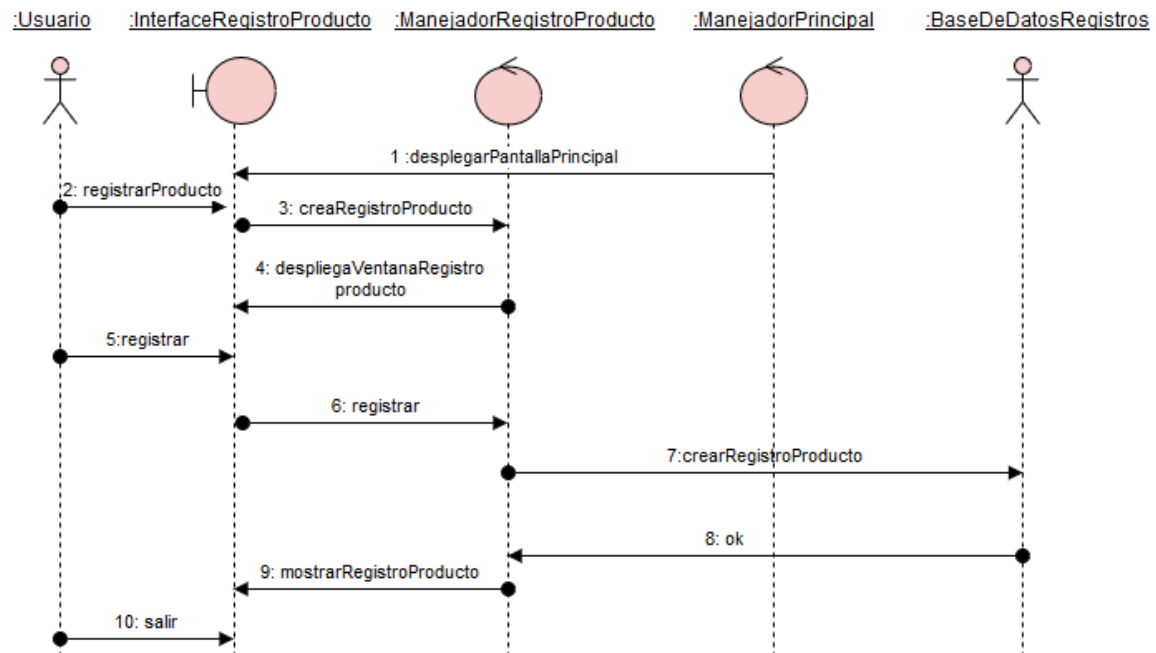 :Usuario
:InterfaceRegistroProducto
:ManejadorRegistroProducto
:ManejadorPrincipal
:BaseDeDatosRegistros
1 :desplegarPantallaPrincipal
2: registrarProducto
3: creaRegistroProducto
4: despliegaVentanaRegistro
producto
5:registrar
6: registrar
7:crearRegistroProducto
8: ok
9: mostrarRegistroProducto
10: salir